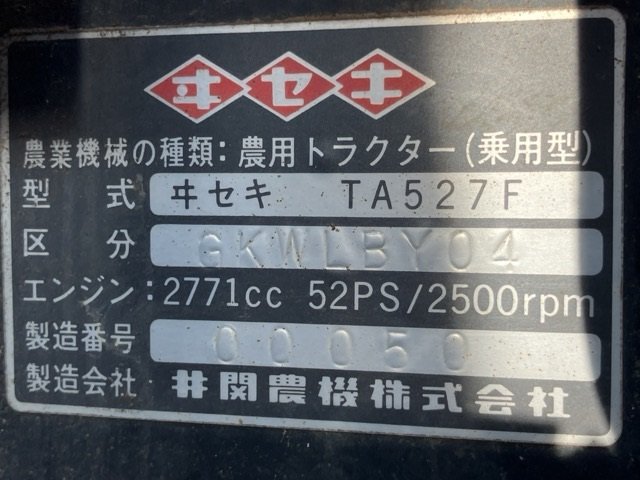 ヰセキ
農業機械の種類:農用トラクター(乗用型)
型式 ヰセキ TA527F
区分 GKWLBY04
エンジン:2771cc 52PS/2500rpm
製造番号 00050
製造会社 井関農機株式会社